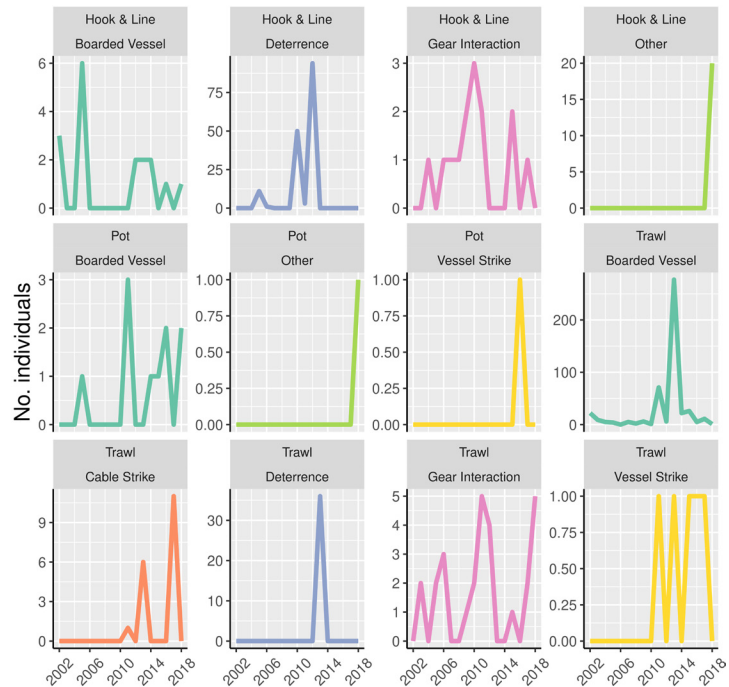 Hook & Line
Boarded Vessel
6
4
2
0
Hook & Line
Deterrence
75
50
25
0
Hook & Line
Gear Interaction
3
2
1
0
Hook & Line
Other
20
15
10
5
0
No. individuals
Pot
Boarded Vessel
3
2
1
0
Pot
Other
1.00
0.75
0.50
0.25
0.00
Pot
Vessel Strike
1.00
0.75
0.50
0.25
0.00
Trawl
Boarded Vessel
200
100
0
Trawl
Cable Strike
9
6
3
0
2002 2006 2010 2014 2018
Trawl
Deterrence
30
20
10
0
2002 2006 2010 2014 2018
Trawl
Gear Interaction
5
4
3
2
1
0
2002 2006 2010 2014 2018
Trawl
Vessel Strike
1.00
0.75
0.50
0.25
0.00
2002 2006 2010 2014 2018